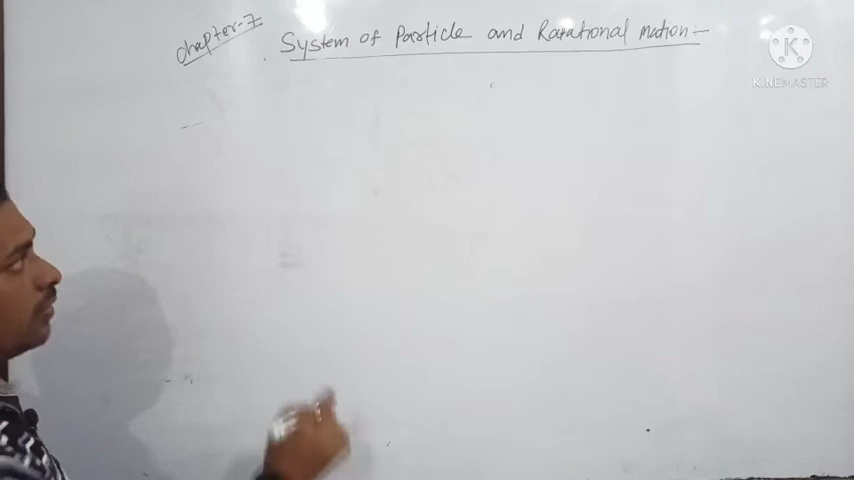 chapter-7
System of Particle and Rotational motion-
K
KINEMASTER